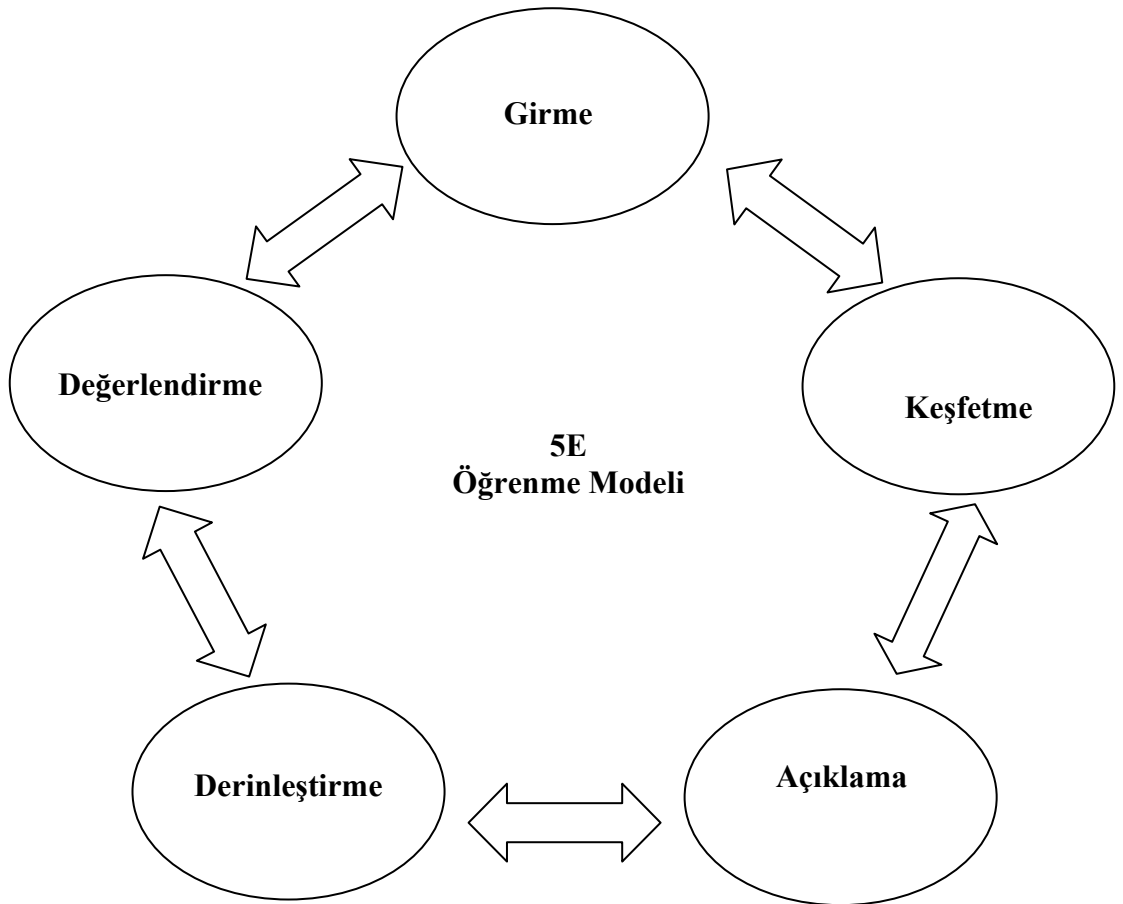 Girme
Değerlendirme
Keşfetme
5E
Öğrenme Modeli
Derinleştirme
Açıklama